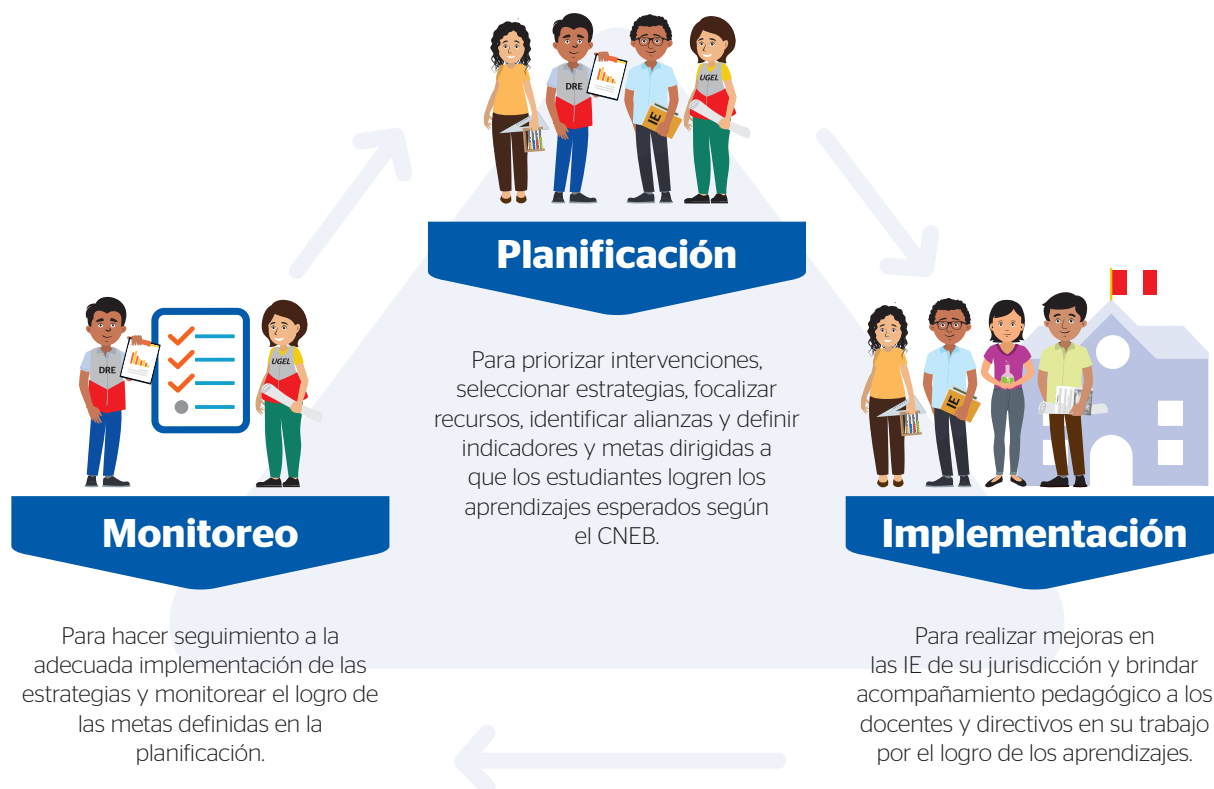 DRE
IE
UGEL
Planificación
Para priorizar intervenciones,
seleccionar estrategias, focalizar
recursos, identificar alianzas y definir
indicadores y metas dirigidas a
que los estudiantes logren los
aprendizajes esperados según
el CNEB.
DRE
UGEL
Monitoreo
Para hacer seguimiento a la
adecuada implementación de las
estrategias y monitorear el logro de
las metas definidas en la
planificación.
IE
Implementación
Para realizar mejoras en
las IE de su jurisdicción y brindar
acompañamiento pedagógico a los
docentes y directivos en su trabajo
por el logro de los aprendizajes.